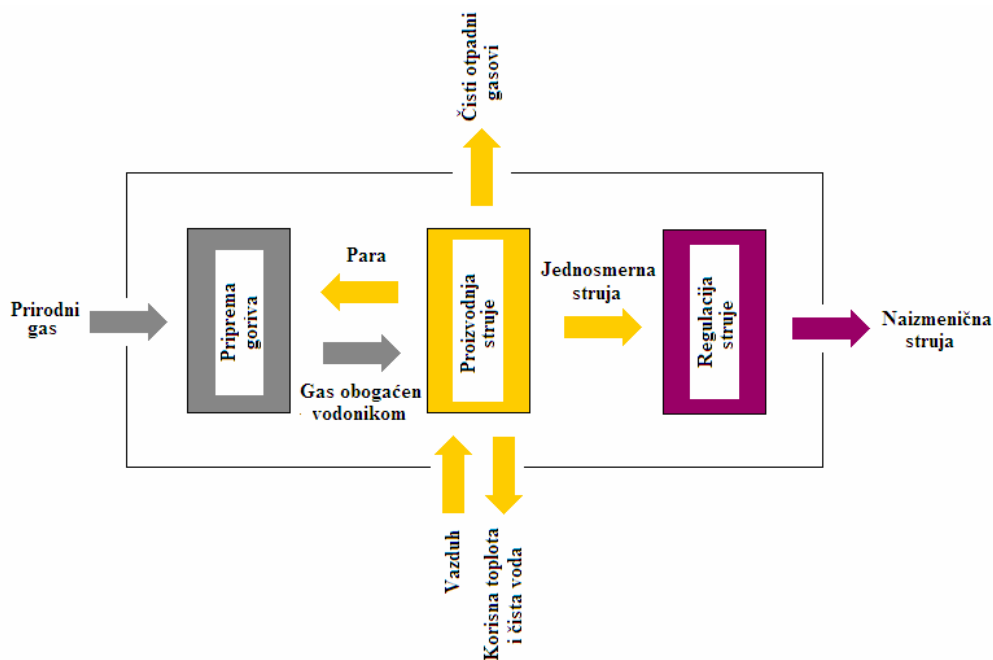 Čisti otpadni
gasovi
Prirodni
gas
Priprema
goriva
Para
Gas obogaćen
vodonikom
Proizvodnja
struje
Jednosmerna
struja
Regulacija
struje
Naizmenična
struja
Vazduh
Korisna toplota
i čista voda